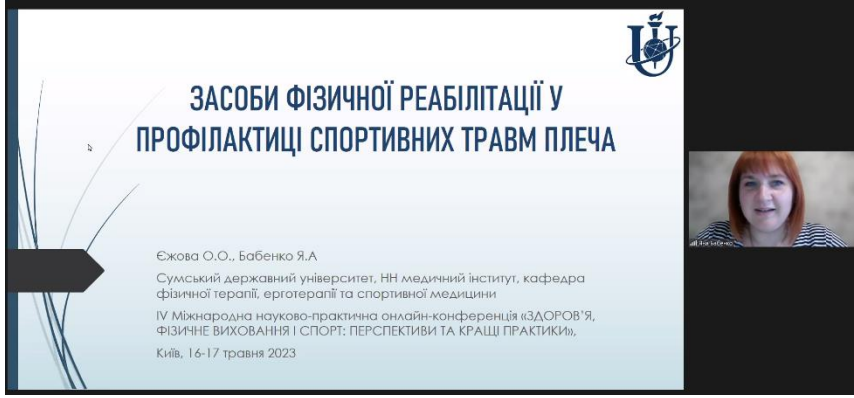 ЗАСОБИ ФІЗИЧНОЇ РЕАБІЛІТАЦІЇ У
ПРОФІЛАКТИЦІ СПОРТИВНИХ ТРАВМ ПЛЕЧА
Єжова О.О., Бабенко Я.А
Сумський державний університет, НН медичний інститут, кафедра
фізичної терапії, ерготерапії та спортивної медицини
IV Міжнародна науково-практична онлайн-конференція «ЗДОРОВ'Я,
ФІЗИЧНЕ ВИХОВАННЯ І СПОРТ: ПЕРСПЕКТИВИ ТА КРАЩІ ПРАКТИКИ»,
Київ, 16-17 травня 2023
Бабенко